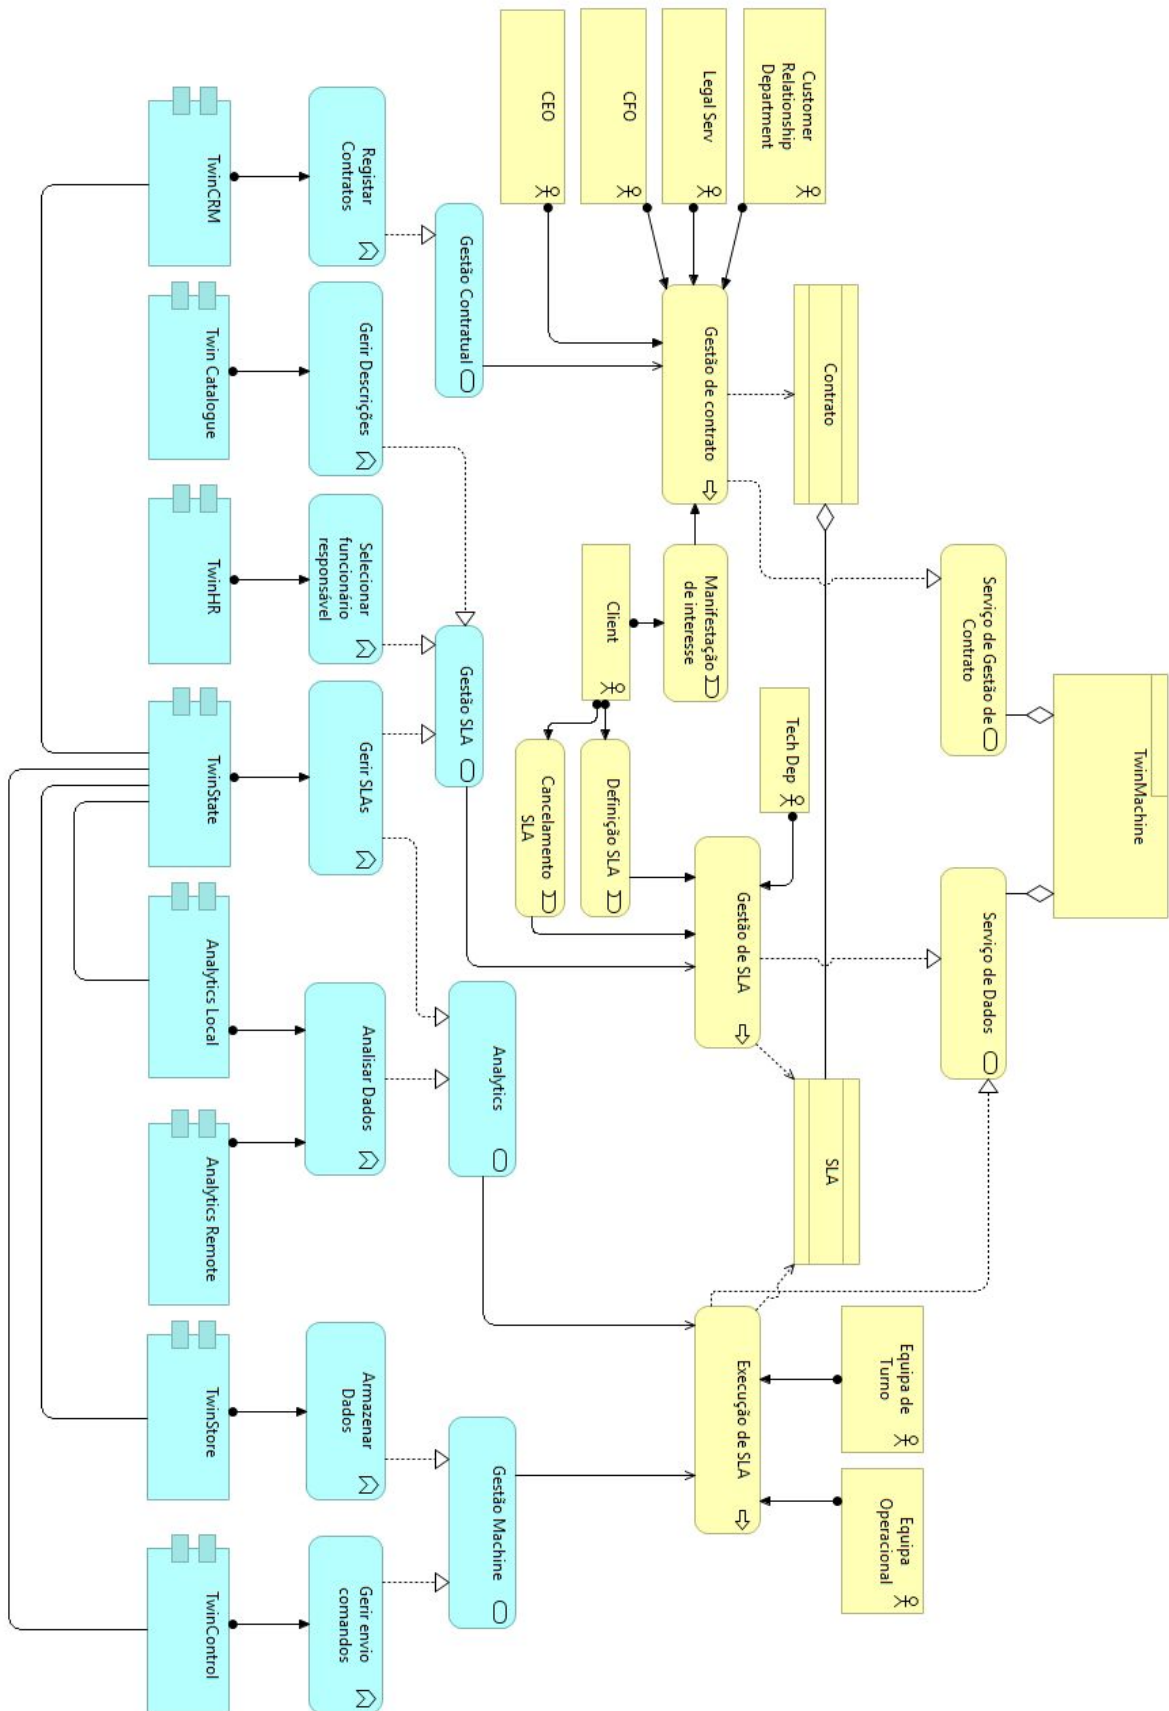 TwinMachine
Serviço de Gestão de
Contrato
Serviço de Dados
Contrato
SLA
Customer
Relationship
Department
Legal Serv
CFO
CEO
Gestão de contrato
Manifestação
de interesse
Client
Tech Dep
Definição SLA
Cancelamento
SLA
Gestão de SLA
Execução de SLA
Equipa de
Turno
Equipa
Operacional
Gestão Contratual
Gestão SLA
Analytics
Gestão Machine
Registar
Contratos
Gerir Descrições
Selecionar
funcionário
responsável
Gerir SLAs
Analisar Dados
Armazenar
Dados
Gerir envio
comandos
TwinCRM
Twin Catalogue
TwinHR
TwinState
Analytics Local
Analytics Remote
TwinStore
TwinControl